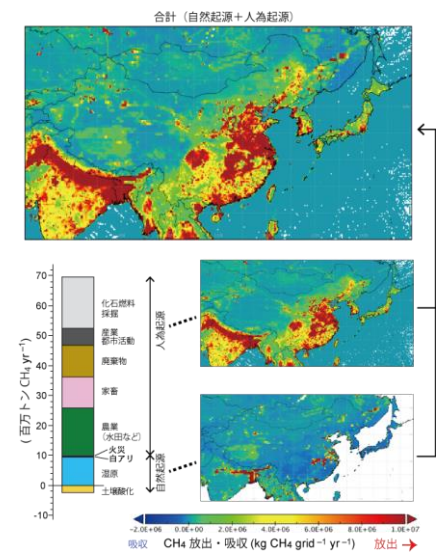 合計（自然起源＋人為起源）
70
60
50
40
30
20
10
0
-10
(百万トン CH₄ yr⁻¹)
化石燃料
採掘
産業
都市活動
廃棄物
家畜
農業
(水田など)
火災
白アリ
湿原
土壌酸化
人為起源
自然起源
-2.0E+06 0.0E+00 2.0E+06 4.0E+06 6.0E+06 8.0E+06 1.0E+07
吸収 CH₄ 放出・吸収 (kg CH₄ grid⁻¹ yr⁻¹) 放出